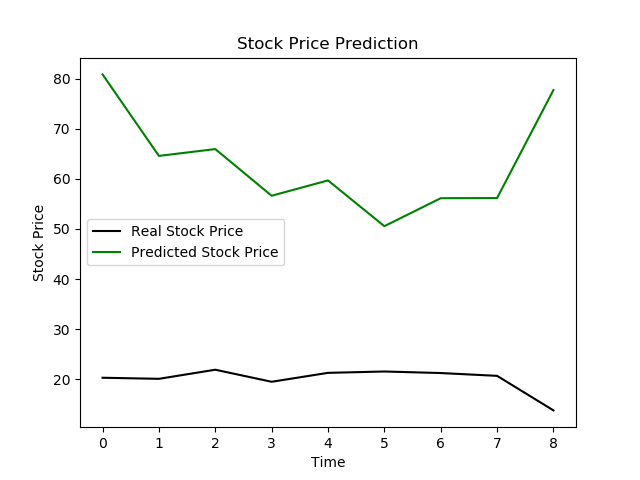 Stock Price Prediction
80
70
60
50
40
30
20
Stock Price
Real Stock Price
Predicted Stock Price
0 1 2 3 4 5 6 7 8
Time